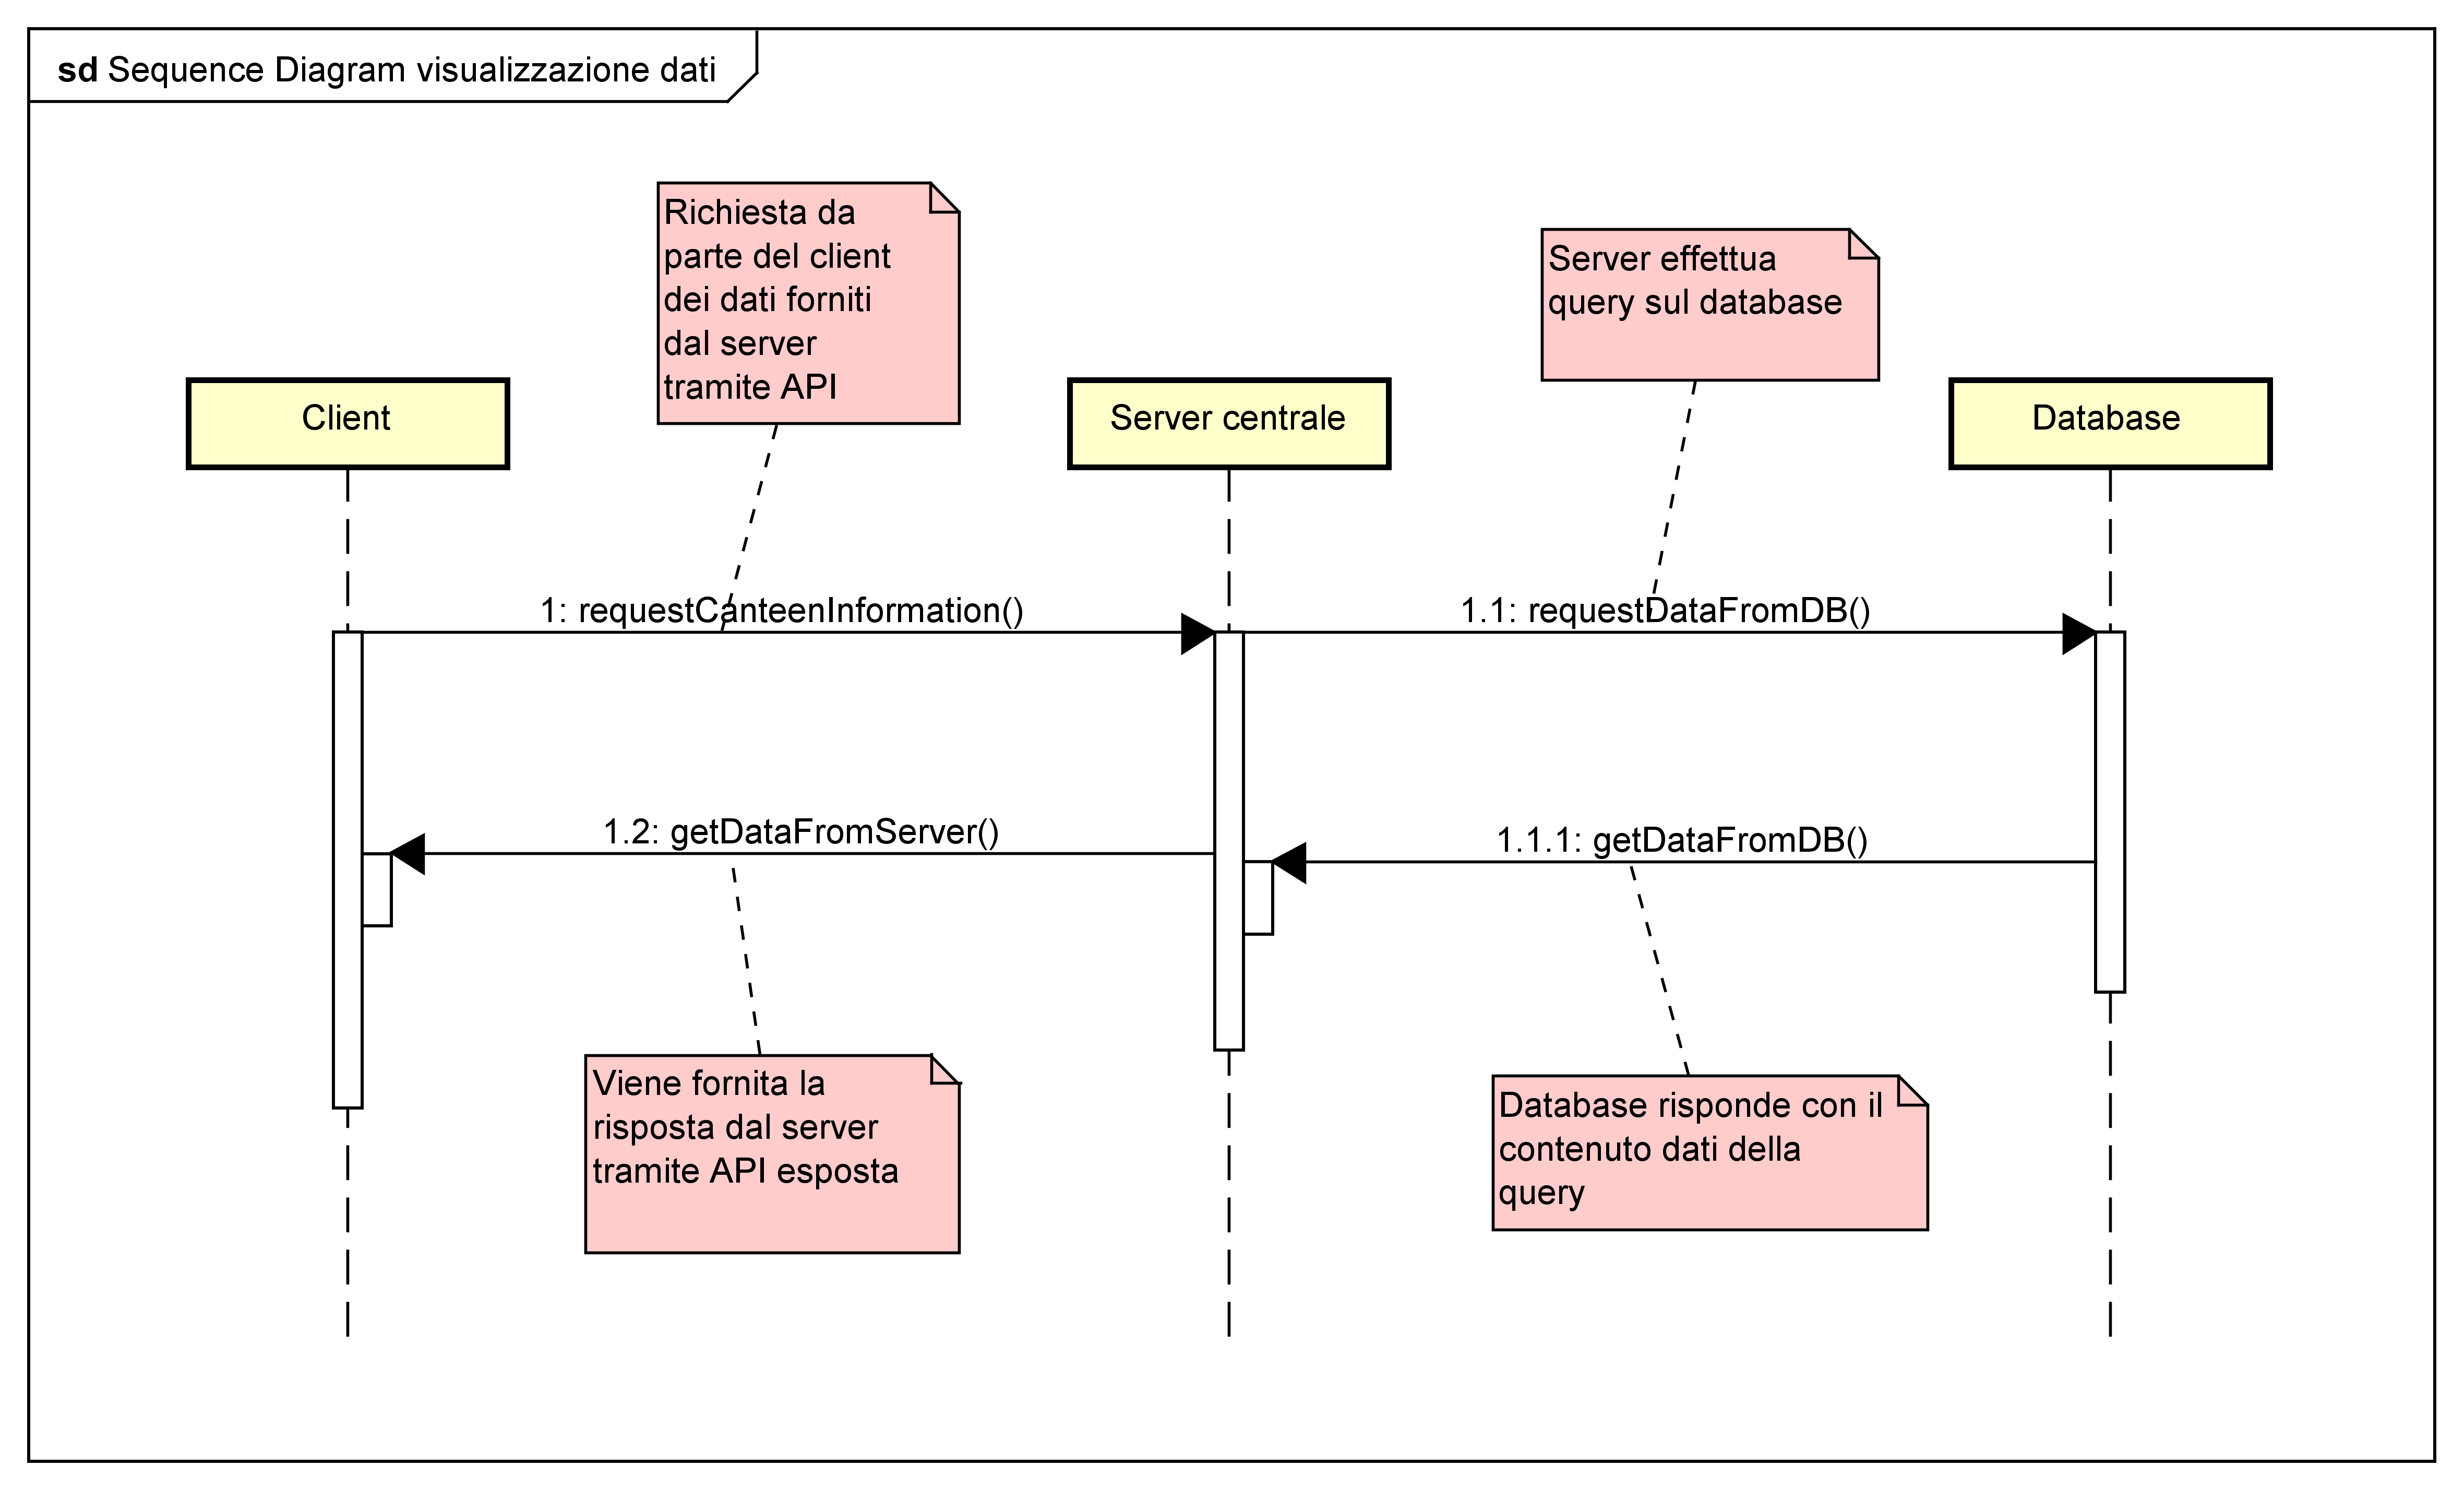 sd Sequence Diagram visualizzazione dati
Richiesta da
parte del client
dei dati forniti
dal server
tramite API
Server effettua
query sul database
Client
Server centrale
Database
1: requestCanteenInformation()
1.1: requestDataFromDB()
1.2: getDataFromServer()
1.1.1: getDataFromDB()
Viene fornita la
risposta dal server
tramite API esposta
Database risponde con il
contenuto dati della
query